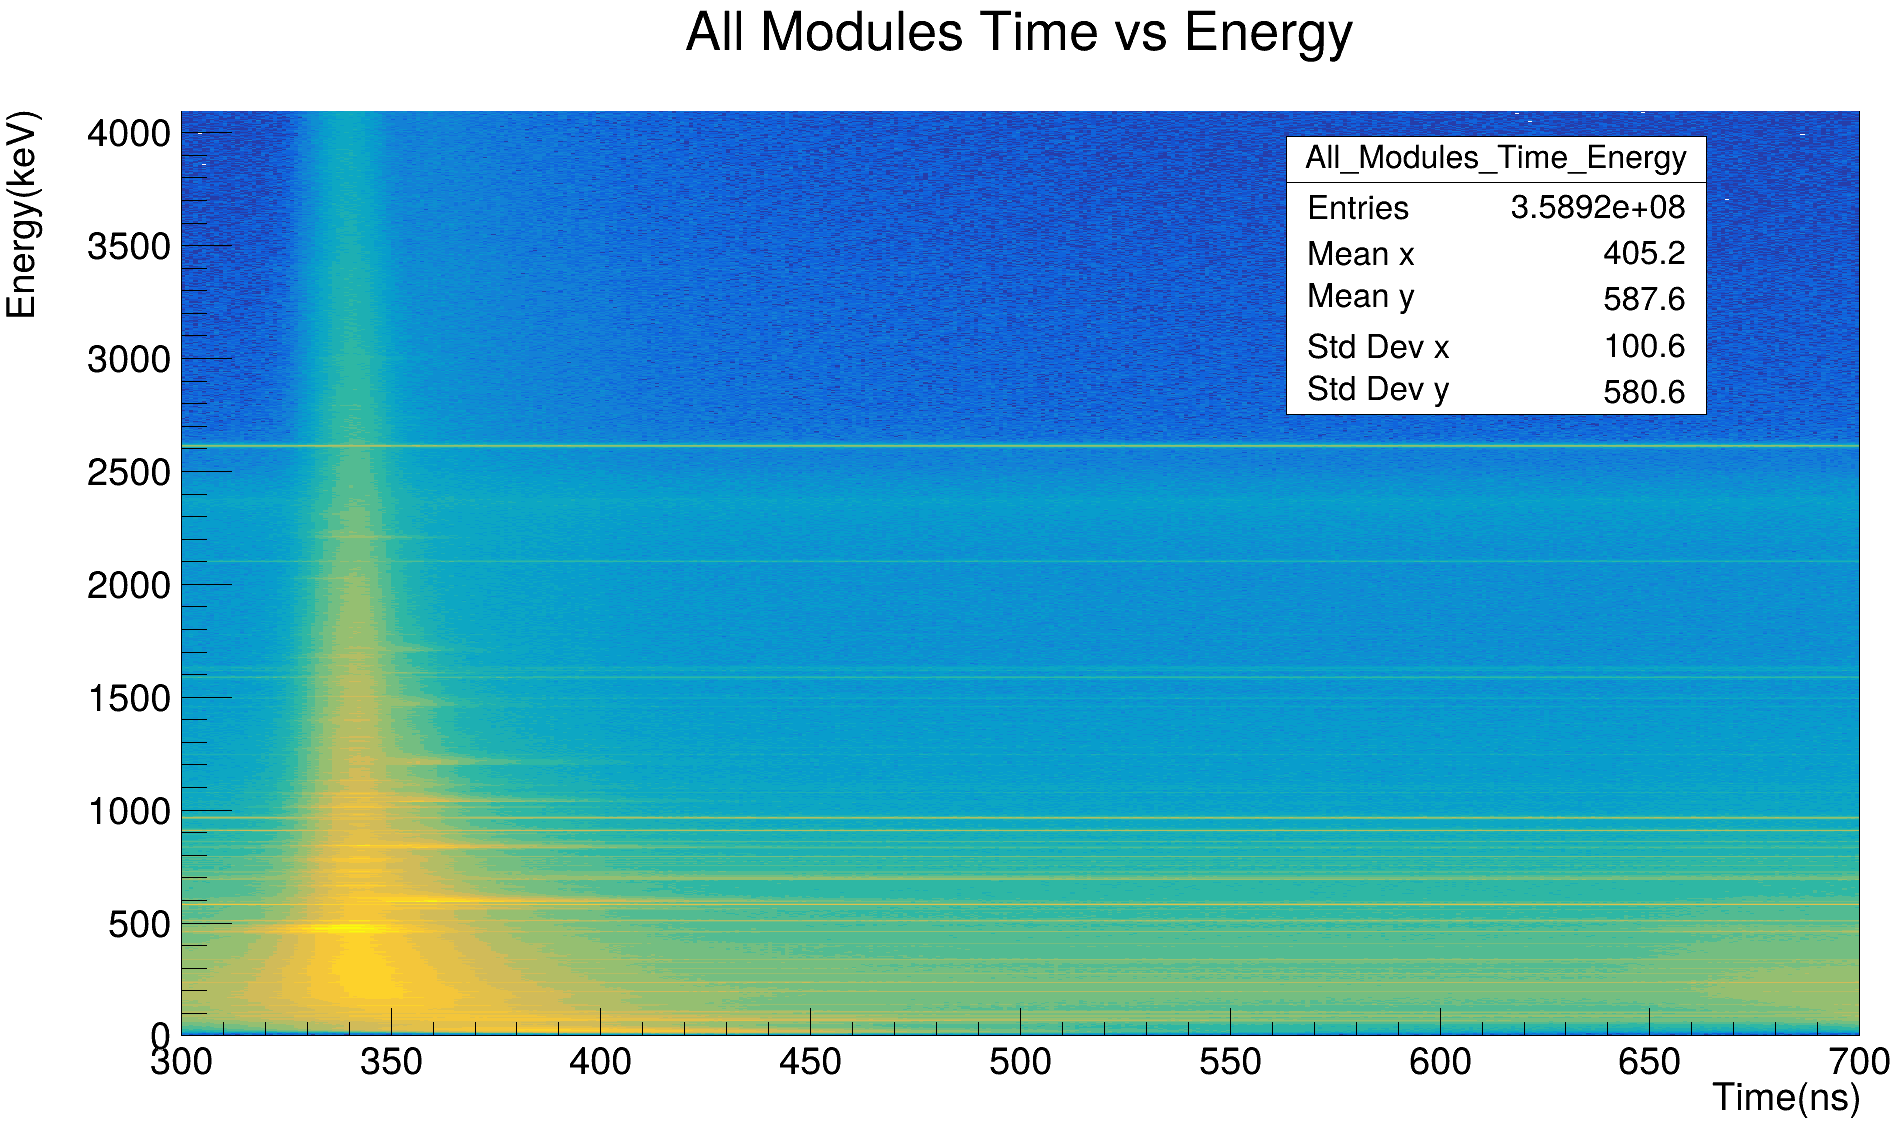 All Modules Time vs Energy
Energy(keV)
4000
3500
3000
2500
2000
1500
1000
500
0
All_Modules_Time_Energy
Entries 3.5892e+08
Mean x 405.2
Mean y 587.6
Std Dev x 100.6
Std Dev y 580.6
300 350 400 450 500 550 600 650 700
Time(ns)